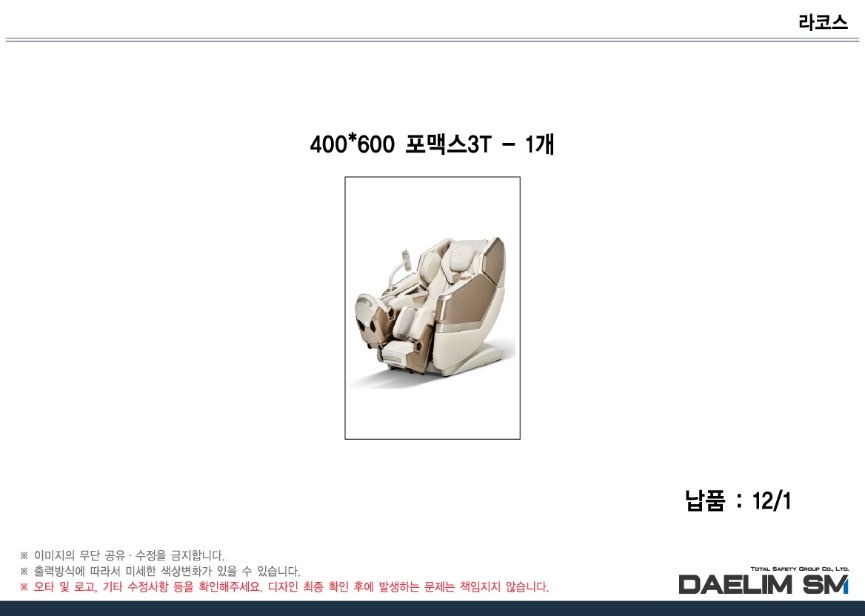 라코스
400*600 포맥스3T - 1개
납품 : 12/1
※ 이미지의 무단 공유·수정을 금지합니다.
※ 출력방식에 따라서 미세한 색상변화가 있을 수 있습니다.
※ 오타 및 로고, 기타 수정사항 등을 확인해주세요. 디자인 최종 확인 후에 발생하는 문제는 책임지지 않습니다.
TOTAL SAFETY GROUP CO., LTD.
DAELIM SM